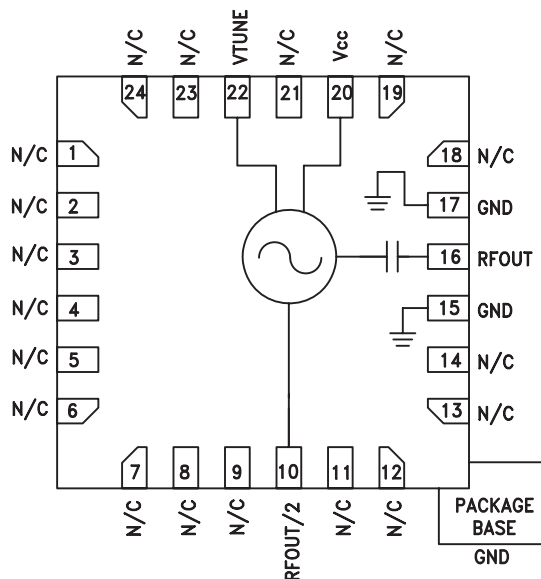 N/C
N/C
VTUNE
N/C
Vcc
N/C
24
23
22
21
20
19
N/C 1
18 N/C
N/C 2
17 GND
N/C 3
16 RFOUT
N/C 4
15 GND
N/C 5
14 N/C
N/C 6
13 N/C
7
8
9
10
11
12
N/C
N/C
N/C
RFOUT/2
N/C
N/C
PACKAGE
BASE
GND